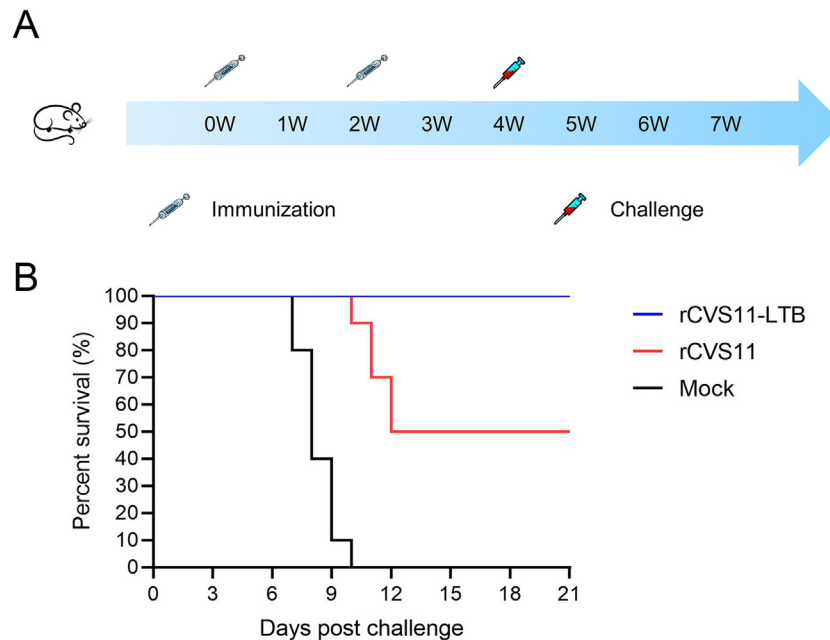 A
0W 1W 2W 3W 4W 5W 6W 7W
Immunization Challenge
B
100
90
80
70
60
50
40
30
20
10
0
Percent survival (%)
0 3 6 9 12 15 18 21
Days post challenge
rCVS11-LTB
rCVS11
Mock